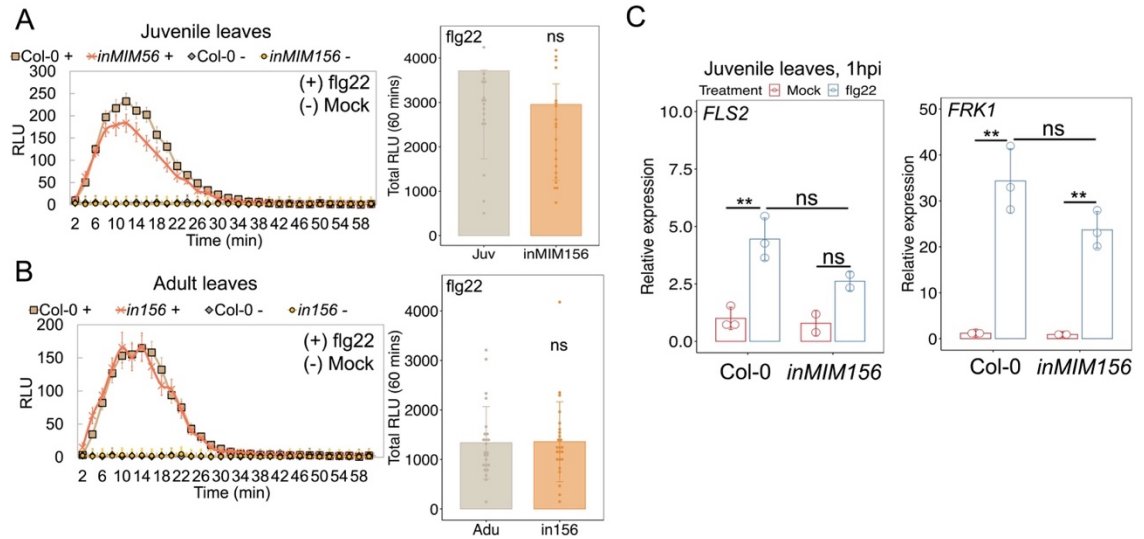 A
Juvenile leaves
Col-0 + inMIM56 + Col-0 - inMIM156 -
(+) flg22
(-) Mock
RLU
300
250
200
150
100
50
0
2 6 10 14 18 22 26 30 34 38 42 46 50 54 58
Time (min)
flg22
ns
Total RLU (60 mins)
4000
3000
2000
1000
0
Juv inMIM156
B
Adult leaves
Col-0 + in156 + Col-0 - in156 -
(+) flg22
(-) Mock
RLU
200
150
100
50
0
2 6 10 14 18 22 26 30 34 38 42 46 50 54 58
Time (min)
flg22
ns
Total RLU (60 mins)
4000
3000
2000
1000
0
Adu in156
C
Juvenile leaves, 1hpi
Treatment Mock flg22
FLS2
Relative expression
10.0
7.5
5.0
2.5
0.0
**
ns
ns
Col-0 inMIM156
FRK1
Relative expression
50
40
30
20
10
0
**
ns
**
Col-0 inMIM156